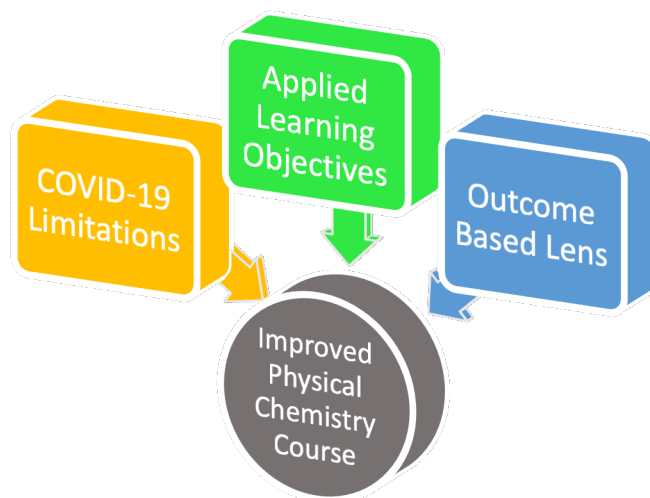 COVID-19
Limitations
Applied
Learning
Objectives
Outcome
Based Lens
Improved
Physical
Chemistry
Course